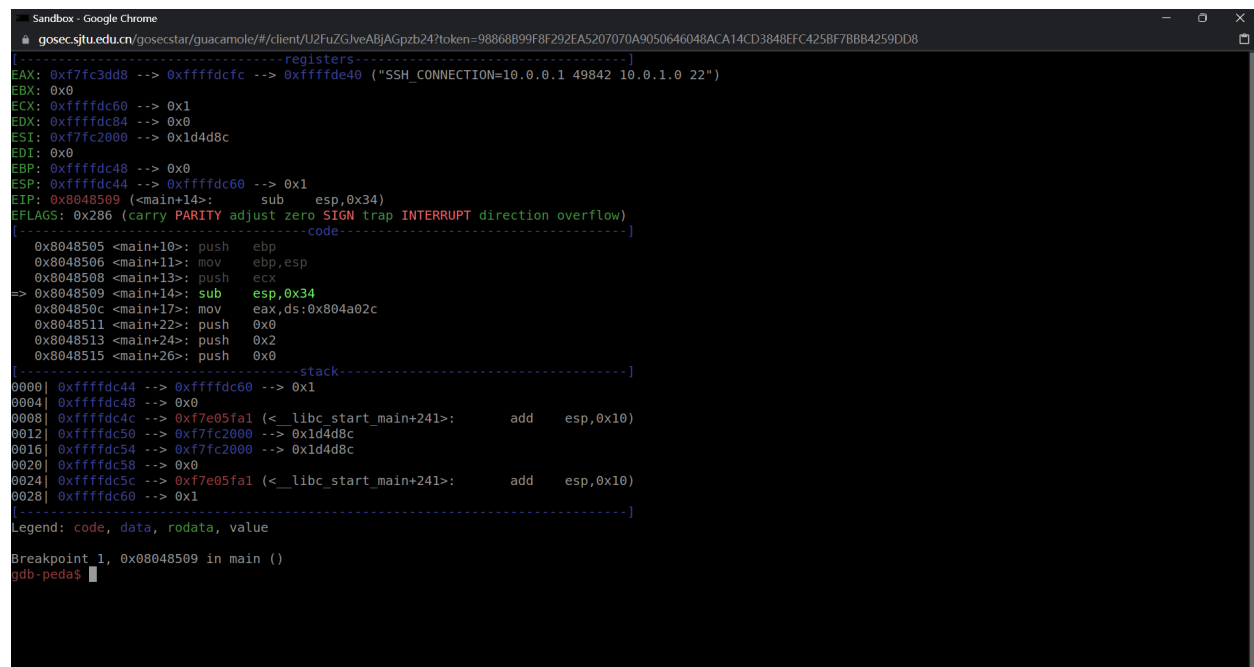 Sandbox - Google Chrome
gosec.sjtu.edu.cn/gosecstar/guacamole/#/client/U2FuZGJveABjAGpzb24?token=98868B99F8F292EA5207070A9050646048ACA14CD3848EFC425BF7BBB4259DD8
[----------------------------------registers-----------------------------------]
EAX: 0xf7fc3dd8 --> 0xffffdcfc --> 0xffffde40 ("SSH_CONNECTION=10.0.0.1 49842 10.0.1.0 22")
EBX: 0x0
ECX: 0xffffdc60 --> 0x1
EDX: 0xffffdc84 --> 0x0
ESI: 0xf7fc2000 --> 0x1d4d8c
EDI: 0x0
EBP: 0xffffdc48 --> 0x0
ESP: 0xffffdc44 --> 0xffffdc60 --> 0x1
EIP: 0x8048509 (<main+14>:      sub    esp,0x34)
EFLAGS: 0x286 (carry PARITY adjust zero SIGN trap INTERRUPT direction overflow)
[-------------------------------------code-------------------------------------]
   0x8048505 <main+10>: push   ebp
   0x8048506 <main+11>: mov    ebp,esp
   0x8048508 <main+13>: push   ecx
=> 0x8048509 <main+14>: sub    esp,0x34
   0x804850c <main+17>: mov    eax,ds:0x804a02c
   0x8048511 <main+22>: push   0x0
   0x8048513 <main+24>: push   0x2
   0x8048515 <main+26>: push   0x0
[------------------------------------stack-------------------------------------]
0000| 0xffffdc44 --> 0xffffdc60 --> 0x1
0004| 0xffffdc48 --> 0x0
0008| 0xffffdc4c --> 0xf7e05fa1 (<__libc_start_main+241>:       add    esp,0x10)
0012| 0xffffdc50 --> 0xf7fc2000 --> 0x1d4d8c
0016| 0xffffdc54 --> 0xf7fc2000 --> 0x1d4d8c
0020| 0xffffdc58 --> 0x0
0024| 0xffffdc5c --> 0xf7e05fa1 (<__libc_start_main+241>:       add    esp,0x10)
0028| 0xffffdc60 --> 0x1
[------------------------------------------------------------------------------]
Legend: code, data, rodata, value
Breakpoint 1, 0x08048509 in main ()
gdb-peda$